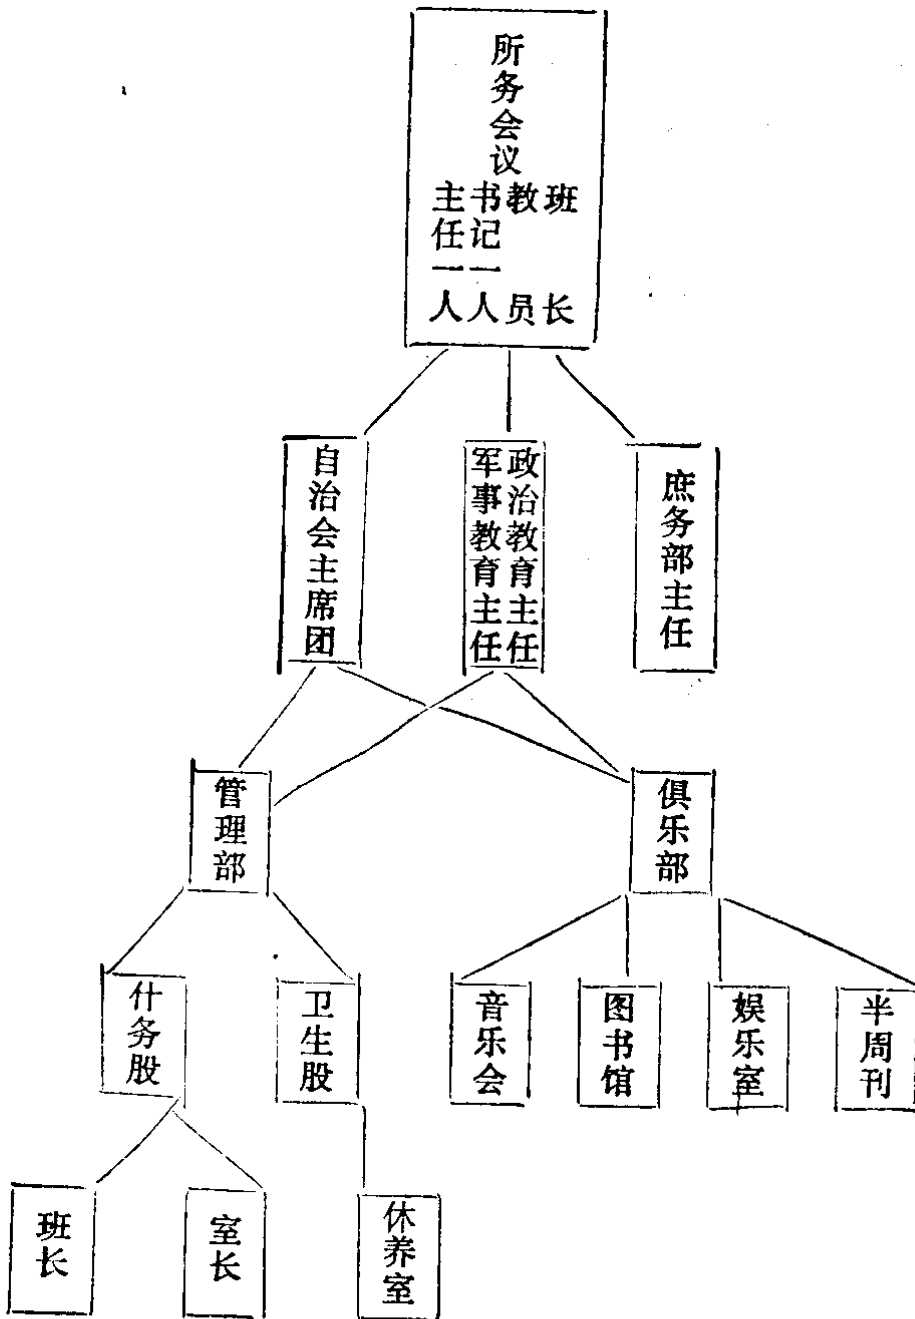 所务会议
主任一人
书记一人
教员
班长
自治会主席团
军事教育主任
政治教育主任
庶务部主任
管理部
俱乐部
什务股
卫生股
音乐会
图书馆
娱乐室
半周刊
班长
室长
休养室